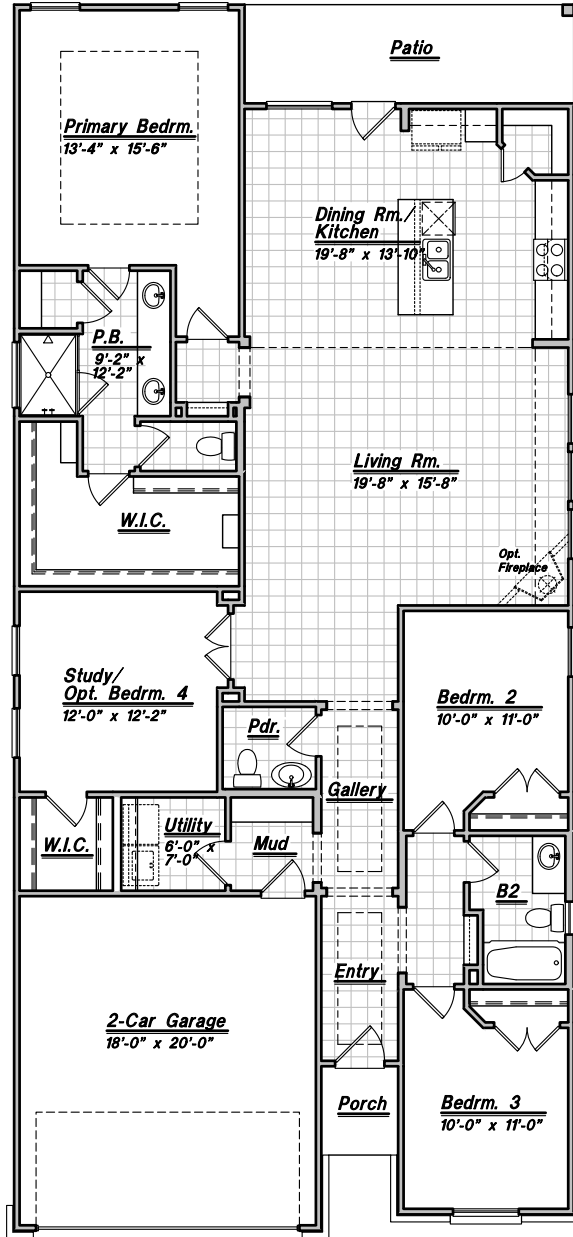 Patio
Primary Bedrm.
13'-4" x 15'-6"
Dining Rm./
Kitchen
19'-8" x 13'-10"
P.B.
9'-2" x
12'-2"
Living Rm.
19'-8" x 15'-8"
W.I.C.
Opt.
Fireplace
Study/
Opt. Bedrm. 4
12'-0" x 12'-2"
Bedrm. 2
10'-0" x 11'-0"
Pdr.
Gallery
Utility
6'-0" x
7'-0"
Mud
W.I.C.
B2
Entry
2-Car Garage
18'-0" x 20'-0"
Porch
Bedrm. 3
10'-0" x 11'-0"